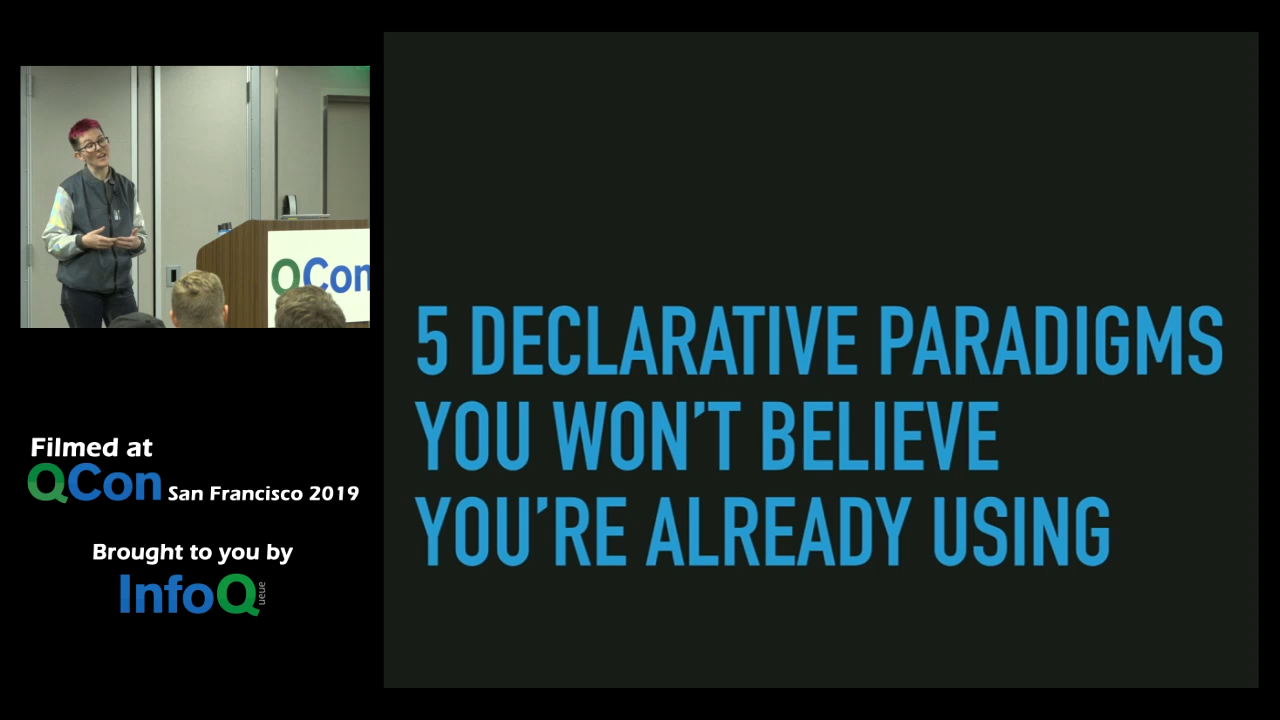 QCon
5 DECLARATIVE PARADIGMS
YOU WON'T BELIEVE
YOU'RE ALREADY USING
Filmed at
QCon San Francisco 2019
Brought to you by
InfoQ
ueue